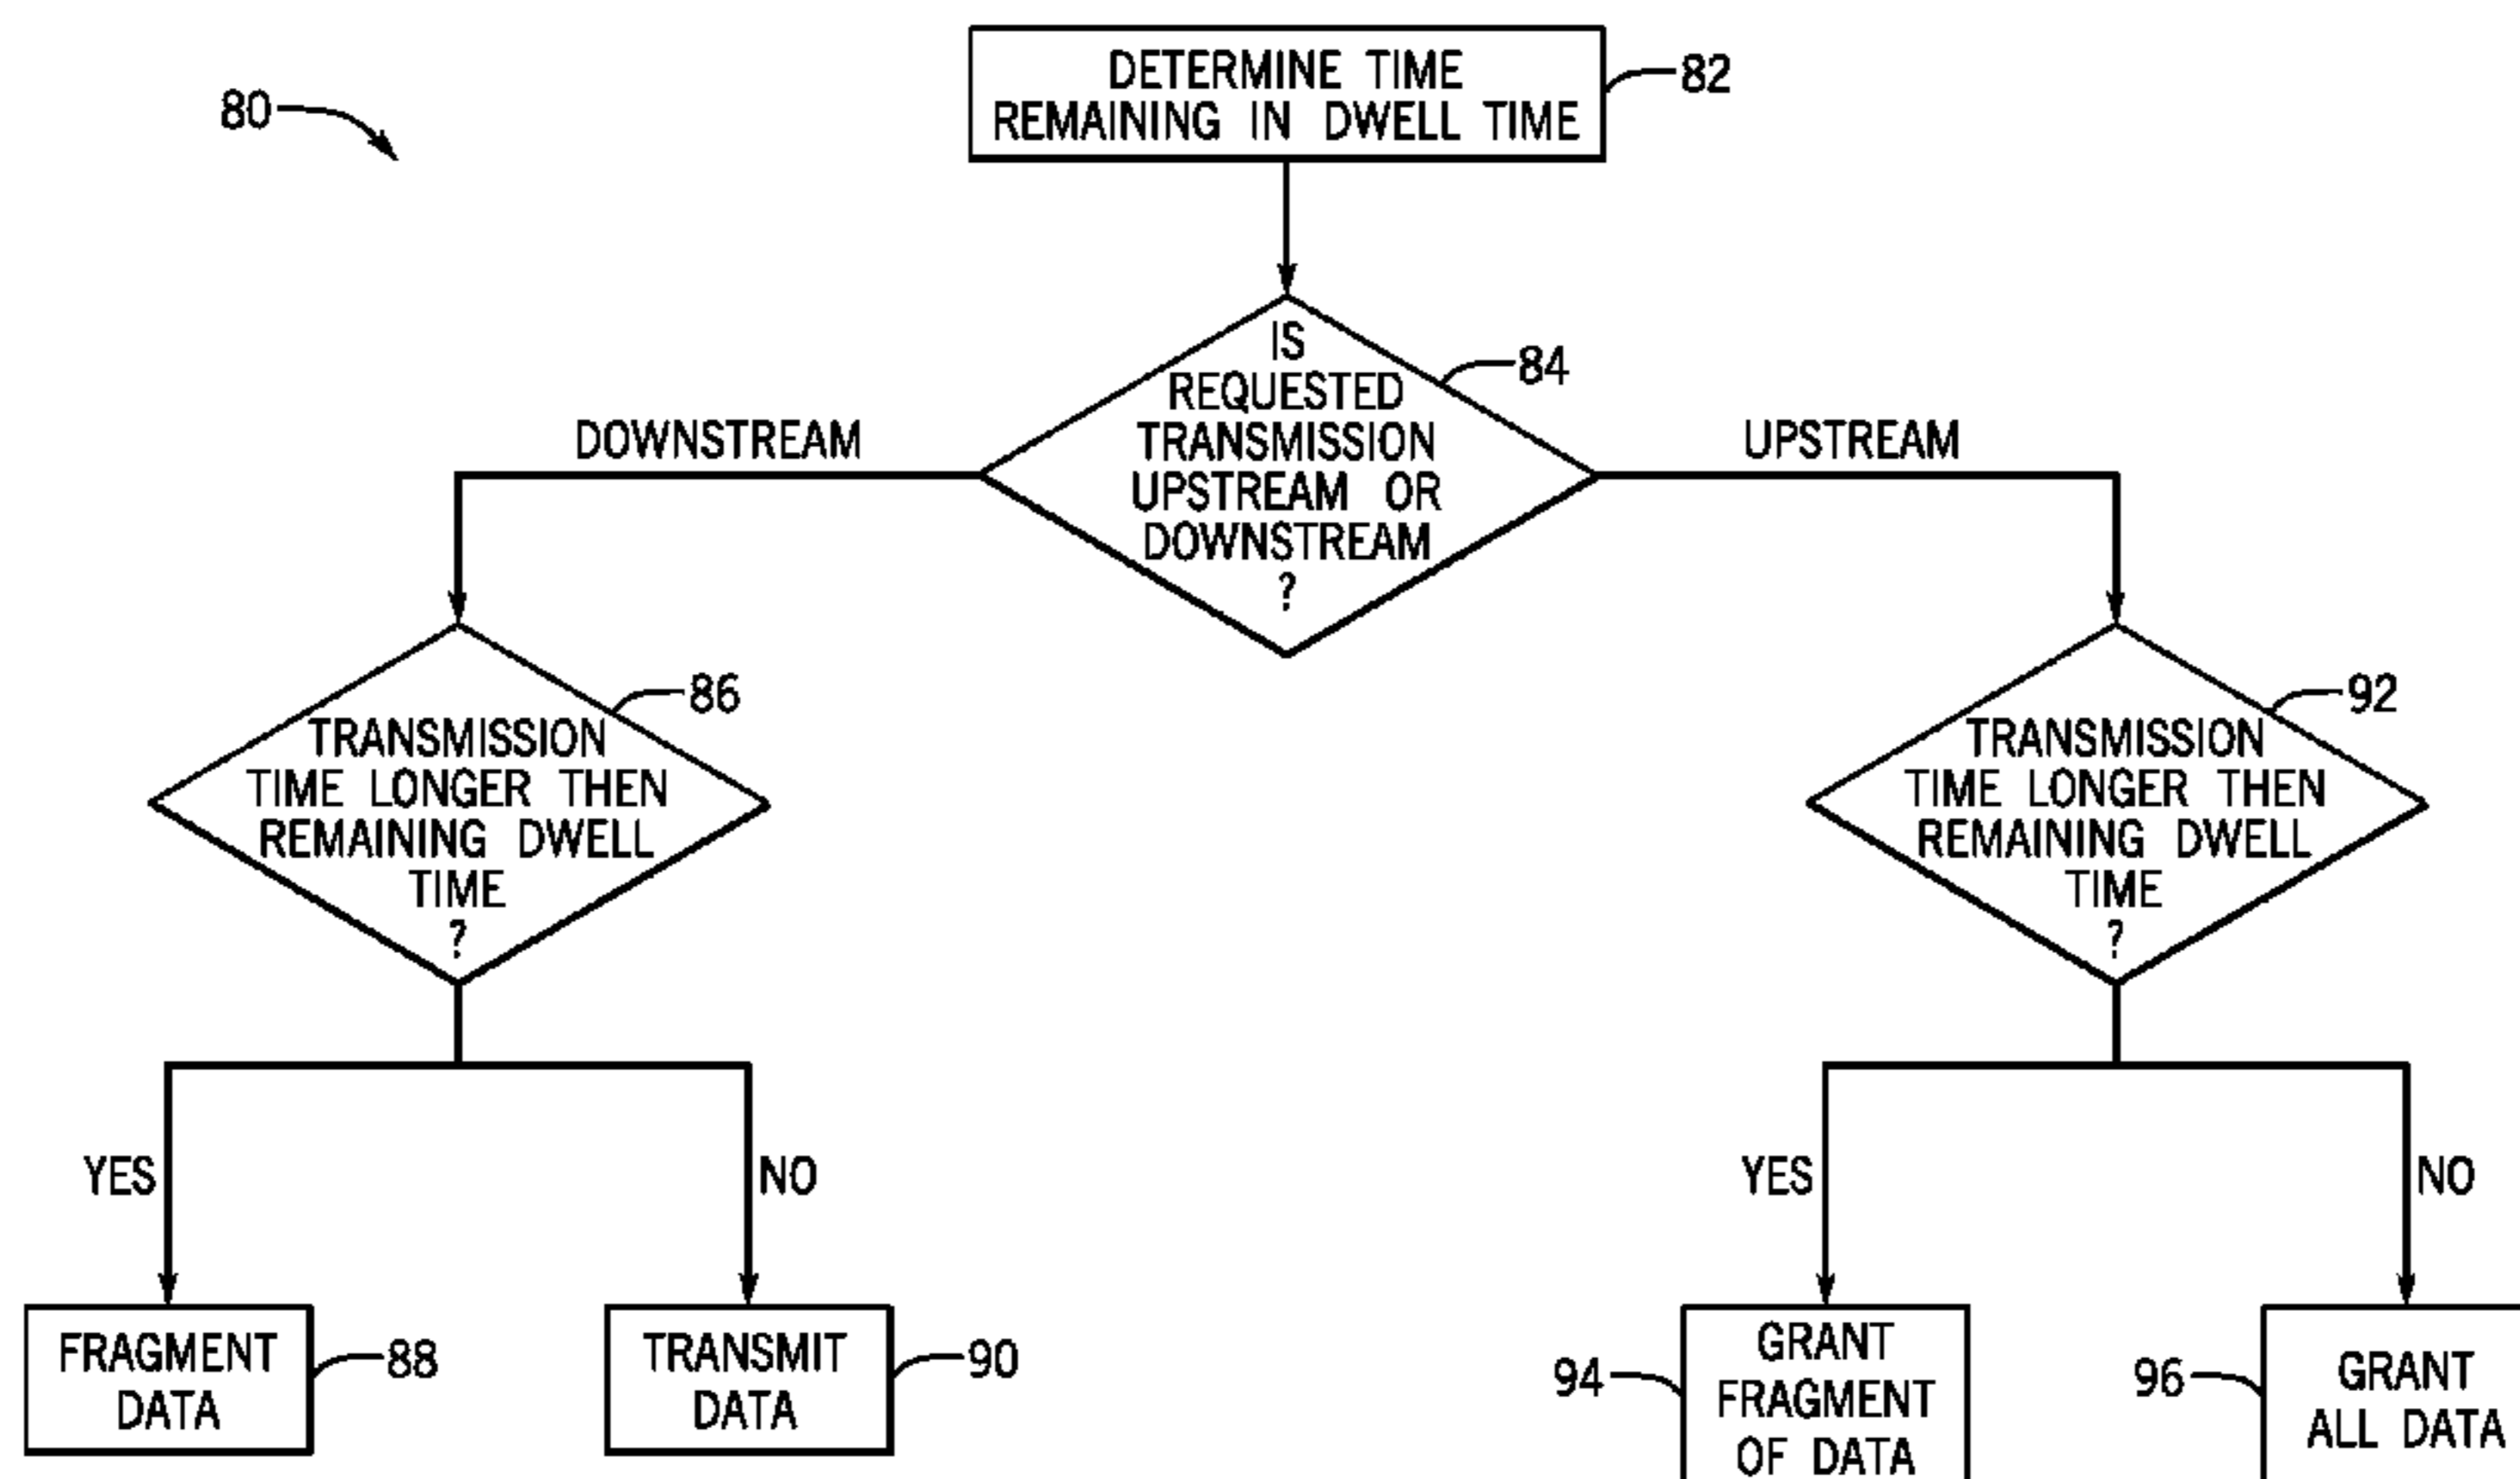 80
DETERMINE TIME
REMAINING IN DWELL TIME
82
IS
REQUESTED
TRANSMISSION
UPSTREAM OR
DOWNSTREAM
?
84
DOWNSTREAM
UPSTREAM
TRANSMISSION
TIME LONGER THEN
REMAINING DWELL
TIME
?
86
TRANSMISSION
TIME LONGER THEN
REMAINING DWELL
TIME
?
92
YES
NO
YES
NO
FRAGMENT
DATA
88
TRANSMIT
DATA
90
94
GRANT
FRAGMENT
OF DATA
96
GRANT
ALL DATA